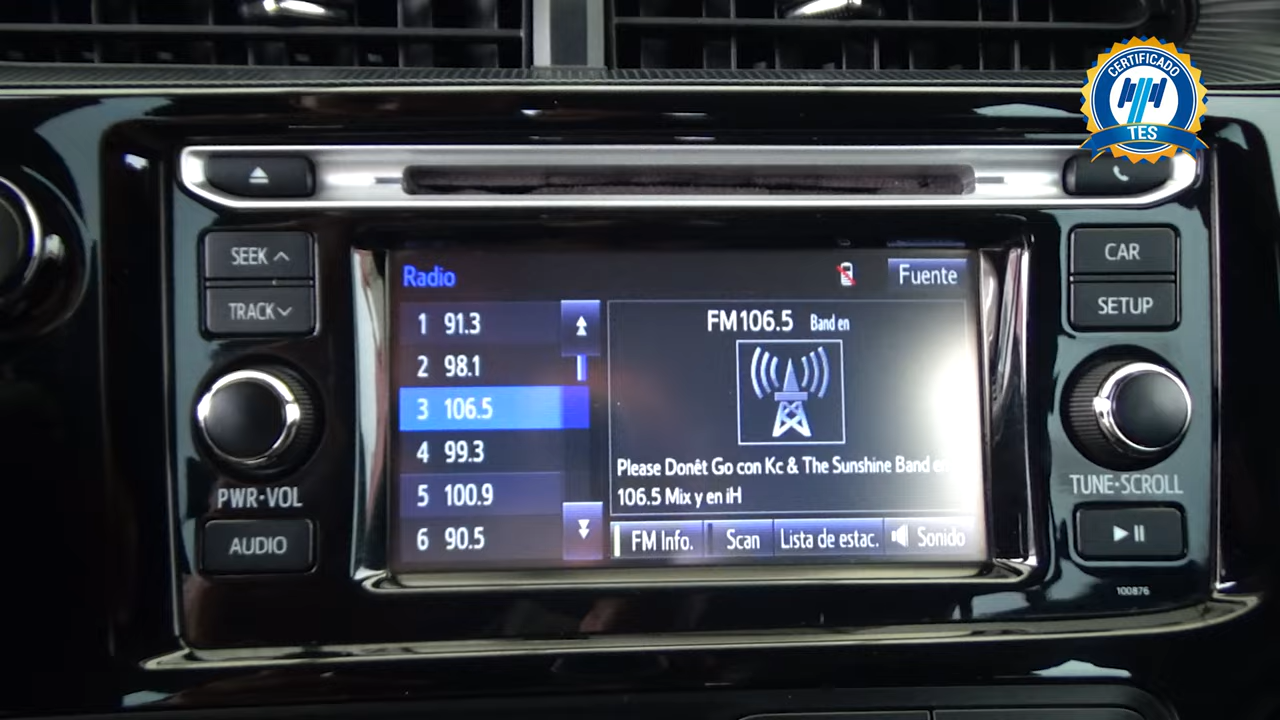 CERTIFICADO
TES
SEEK
TRACK
PWR•VOL
AUDIO
Radio
Fuente
1 91.3
2 98.1
3 106.5
4 99.3
5 100.9
6 90.5
FM106.5 Band en
Please Donêt Go con Kc & The Sunshine Band en
106.5 Mix y en iH
FM Info.
Scan
Lista de estac.
Sonido
CAR
SETUP
TUNE•SCROLL
100876